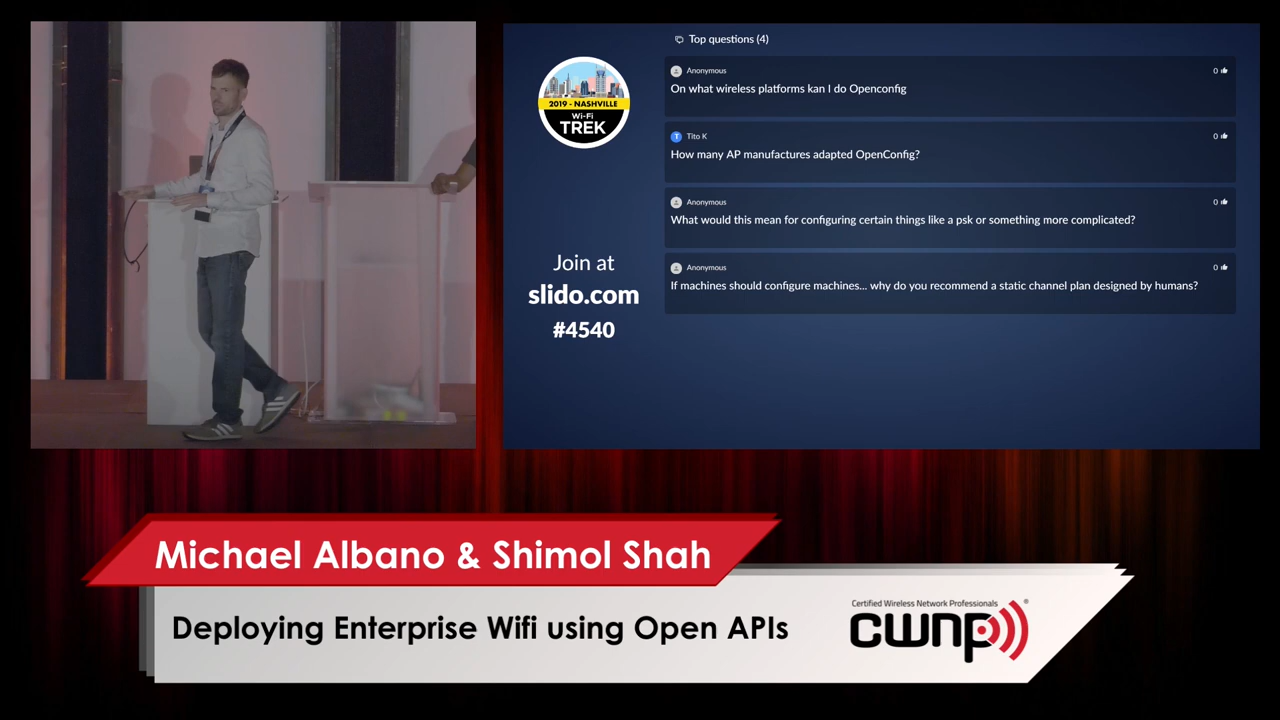 Top questions (4)
Anonymous
0
On what wireless platforms kan I do Openconfig
T
Tito K
0
How many AP manufactures adapted OpenConfig?
Anonymous
0
What would this mean for configuring certain things like a psk or something more complicated?
Anonymous
0
If machines should configure machines... why do you recommend a static channel plan designed by humans?
2019 - NASHVILLE
Wi-Fi
TREK
Join at
slido.com
#4540
Michael Albano & Shimol Shah
Deploying Enterprise Wifi using Open APIs
Certified Wireless Network Professionals
®
cwnp